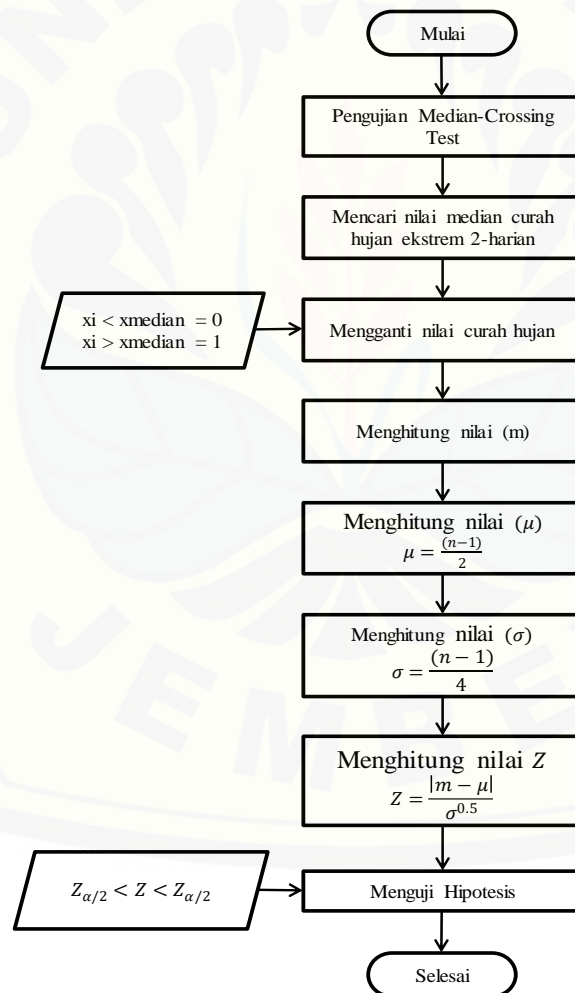 Mulai
Pengujian Median-Crossing
Test
Mencari nilai median curah
hujan ekstrem 2-harian
xi < xmedian = 0
xi > xmedian = 1
Mengganti nilai curah hujan
Menghitung nilai (m)
Menghitung nilai (μ)
μ = (n−1)/2
Menghitung nilai (σ)
σ = (n − 1)/4
Menghitung nilai Z
Z = |m − μ|/σ^0.5
Z_α/2 < Z < Z_α/2
Menguji Hipotesis
Selesai
JEMBE